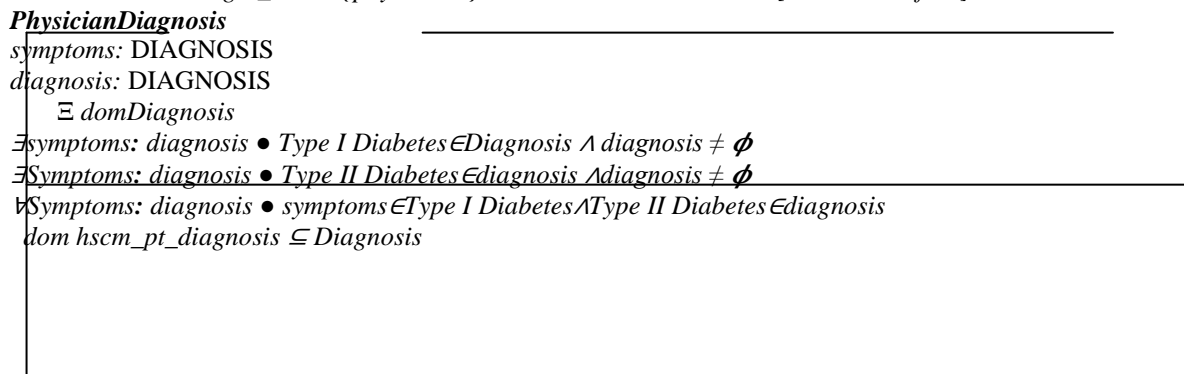 PhysicianDiagnosis
symptoms: DIAGNOSIS
diagnosis: DIAGNOSIS
Ξ domDiagnosis
∃symptoms: diagnosis ● Type I Diabetes∈Diagnosis ∧ diagnosis ≠ ϕ
∃Symptoms: diagnosis ● Type II Diabetes∈diagnosis ∧diagnosis ≠ ϕ
∀Symptoms: diagnosis ● symptoms∈Type I Diabetes∧Type II Diabetes∈diagnosis
dom hscm_pt_diagnosis ⊆ Diagnosis